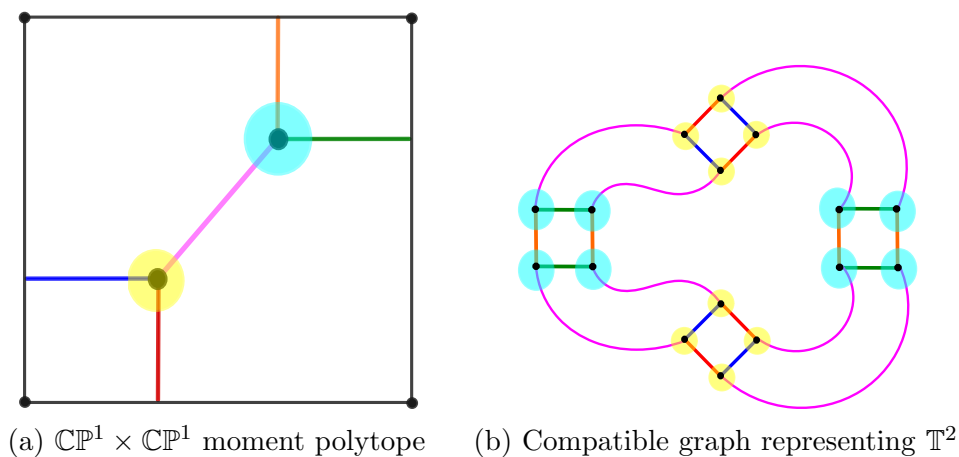 (a) ℂℙ¹ × ℂℙ¹ moment polytope
(b) Compatible graph representing 𝕋²